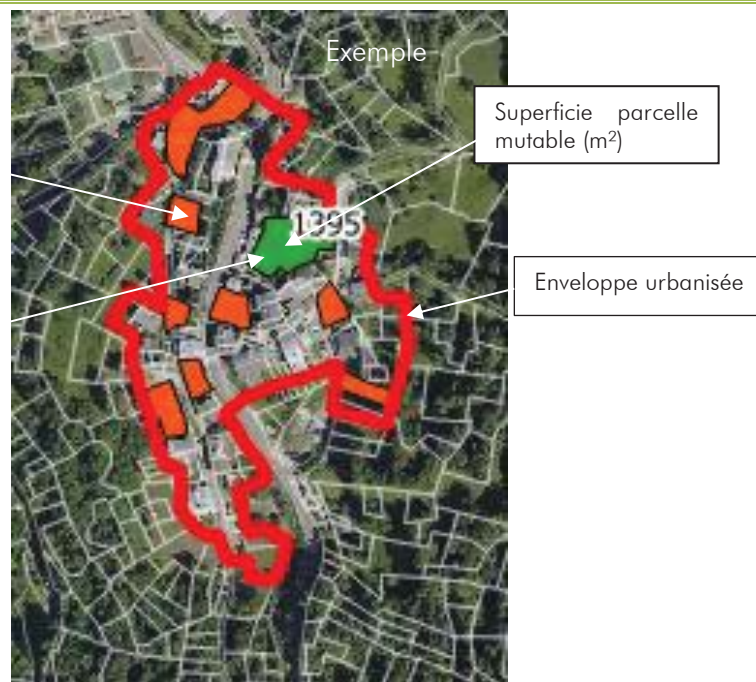 Exemple
Superficie parcelle
mutable (m²)
1395
Enveloppe urbanisée